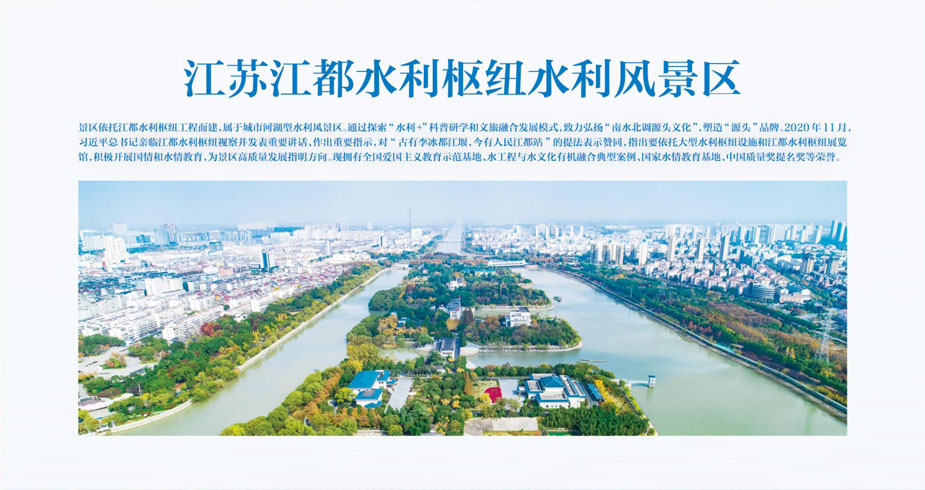 江苏江都水利枢纽水利风景区
景区依托江都水利枢纽工程而建,属于城市河湖型水利风景区。通过探索“水利+”科普研学和文旅融合发展模式,致力弘扬“南水北调源头文化”,塑造“源头”品牌。2020年11月,
习近平总书记亲临江都水利枢纽视察并发表重要讲话、作出重要指示,对“古有李冰都江堰,今有人民江都站”的提法表示赞同,指出要依托大型水利枢纽设施和江都水利枢纽展览
馆,积极开展国情和水情教育,为景区高质量发展指明方向。现拥有全国爱国主义教育示范基地、水工程与水文化有机融合典型案例、国家水情教育基地、中国质量奖提名奖等荣誉。